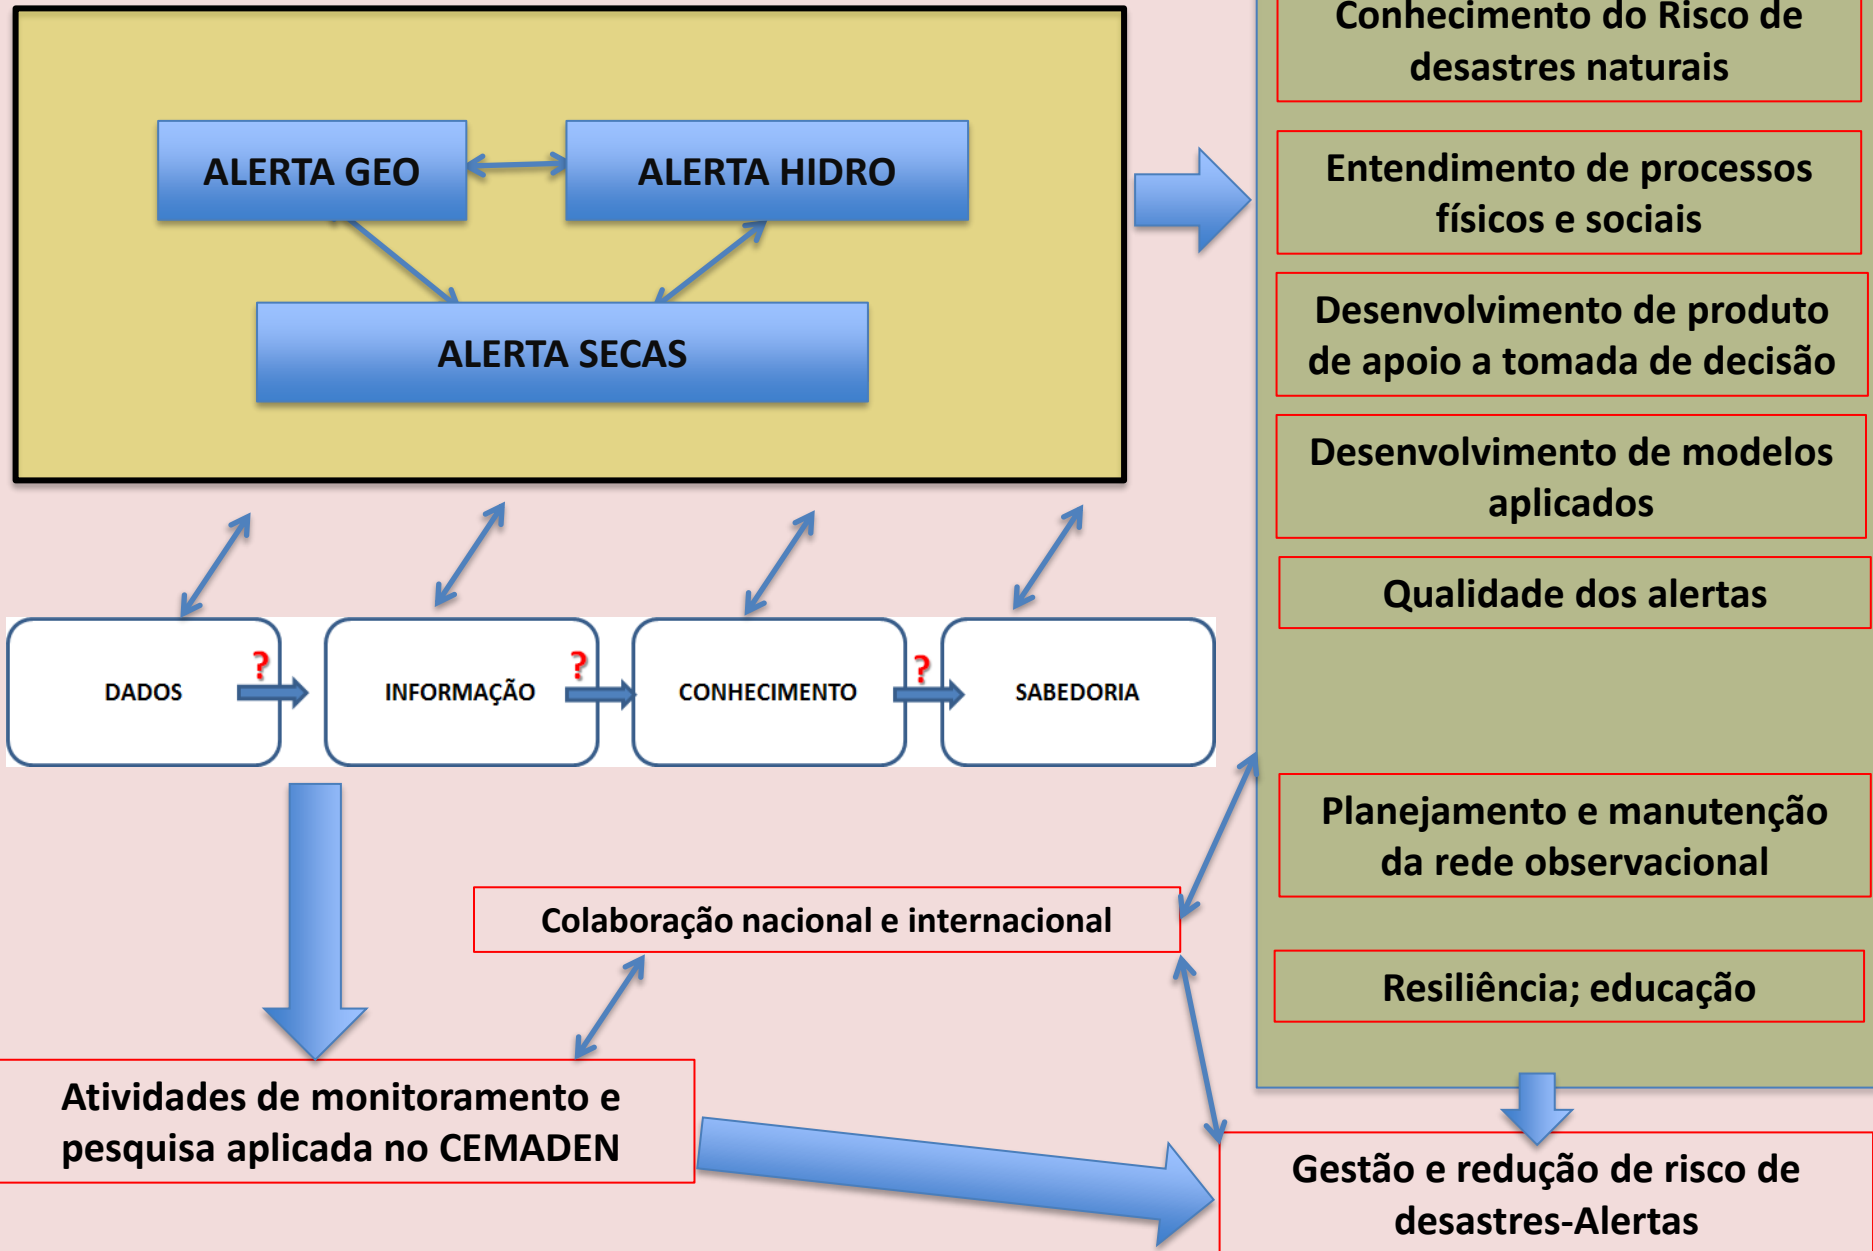 ALERTA GEO
ALERTA HIDRO
ALERTA SECAS
?
?
?
DADOS
INFORMAÇÃO
CONHECIMENTO
SABEDORIA
Colaboração nacional e internacional
Atividades de monitoramento e
pesquisa aplicada no CEMADEN
Conhecimento do Risco de
desastres naturais
Entendimento de processos
físicos e sociais
Desenvolvimento de produto
de apoio a tomada de decisão
Desenvolvimento de modelos
aplicados
Qualidade dos alertas
Planejamento e manutenção
da rede observacional
Resiliência; educação
Gestão e redução de risco de
desastres-Alertas